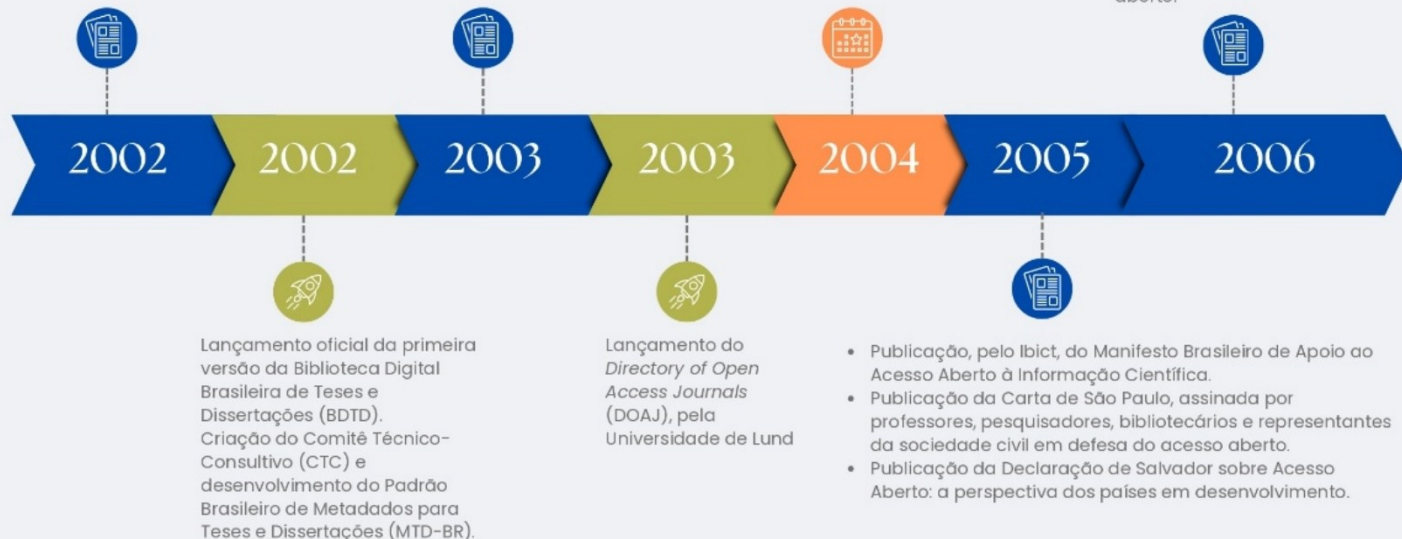 aberto.
2002
2002
2003
2003
2004
2005
2006
Lançamento oficial da primeira
versão da Biblioteca Digital
Brasileira de Teses e
Dissertações (BDTD).
Criação do Comitê Técnico-
Consultivo (CTC) e
desenvolvimento do Padrão
Brasileiro de Metadados para
Teses e Dissertações (MTD-BR).
Lançamento do
Directory of Open
Access Journals
(DOAJ), pela
Universidade de Lund
• Publicação, pelo Ibict, do Manifesto Brasileiro de Apoio ao
Acesso Aberto à Informação Científica.
• Publicação da Carta de São Paulo, assinada por
professores, pesquisadores, bibliotecários e representantes
da sociedade civil em defesa do acesso aberto.
• Publicação da Declaração de Salvador sobre Acesso
Aberto: a perspectiva dos países em desenvolvimento.